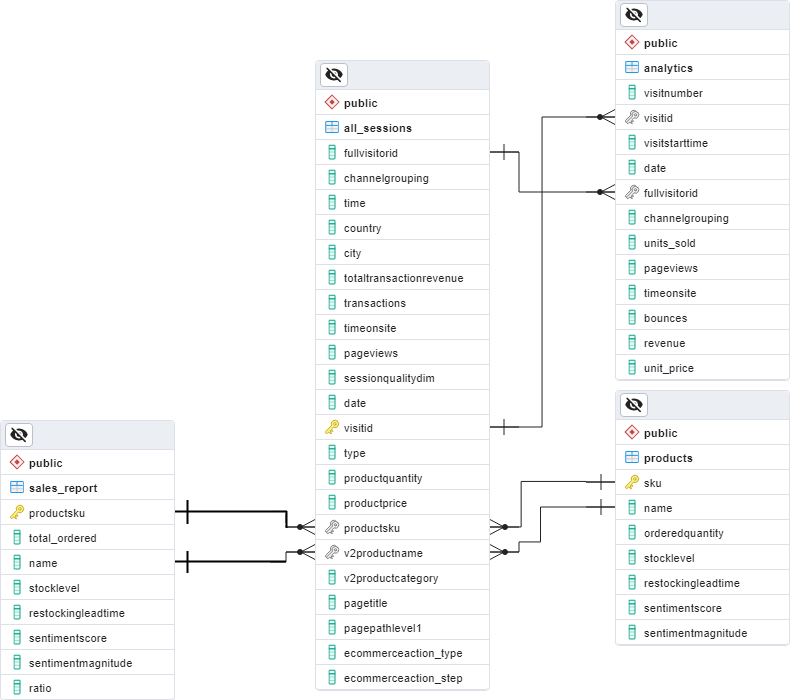 public
all_sessions
fullvisitorid
channelgrouping
time
country
city
totaltransactionrevenue
transactions
timeonsite
pageviews
sessionqualitydim
date
visitid
type
productquantity
productprice
productsku
v2productname
v2productcategory
pagetitle
pagepathlevel1
ecommerceaction_type
ecommerceaction_step
public
analytics
visitnumber
visitid
visitstarttime
date
fullvisitorid
channelgrouping
units_sold
pageviews
timeonsite
bounces
revenue
unit_price
public
sales_report
productsku
total_ordered
name
stocklevel
restockingleadtime
sentimentscore
sentimentmagnitude
ratio
public
products
sku
name
orderedquantity
stocklevel
restockingleadtime
sentimentscore
sentimentmagnitude